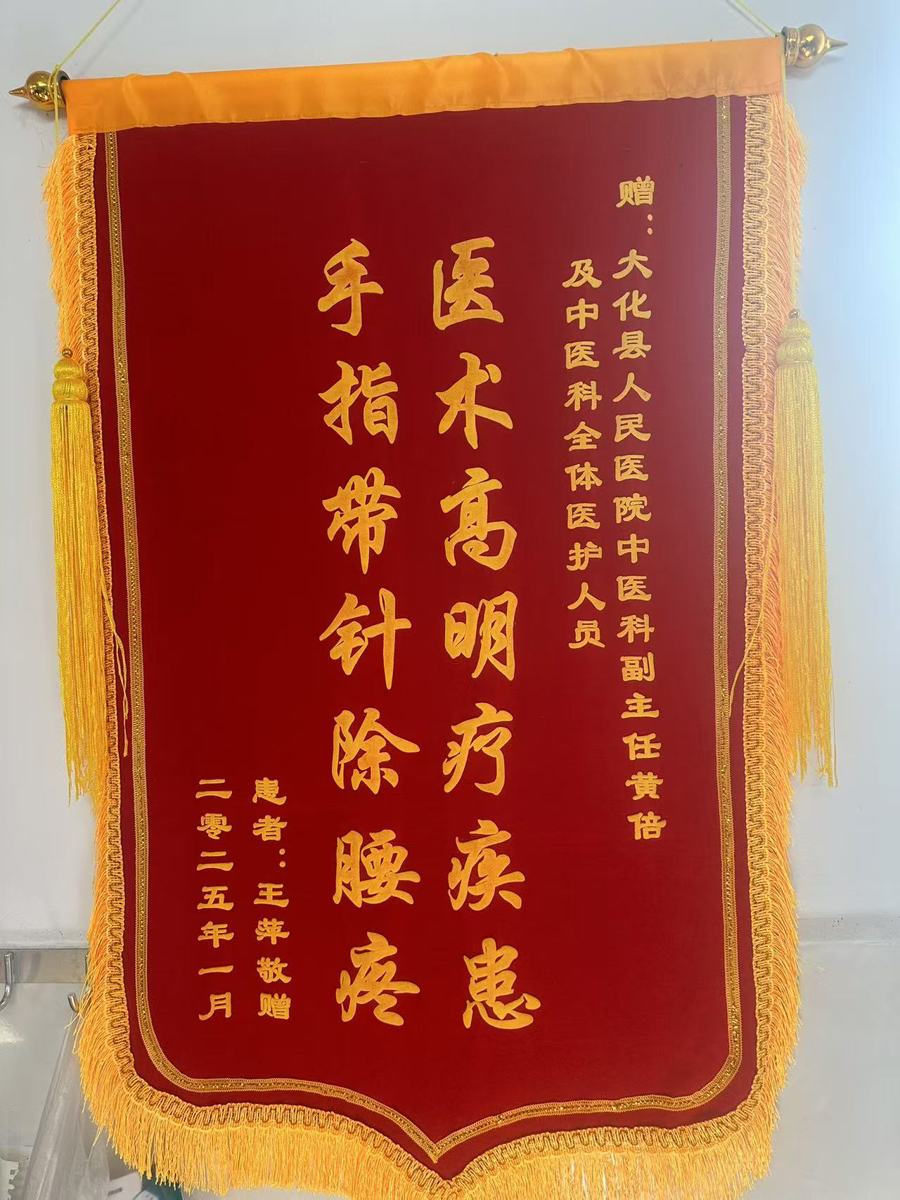 赠：大化县人民医院中医科副主任黄倍
及中医科全体医护人员
医术高明疗疾患
手指带针除腰疼
患者：王萍敬赠
二零二五年一月